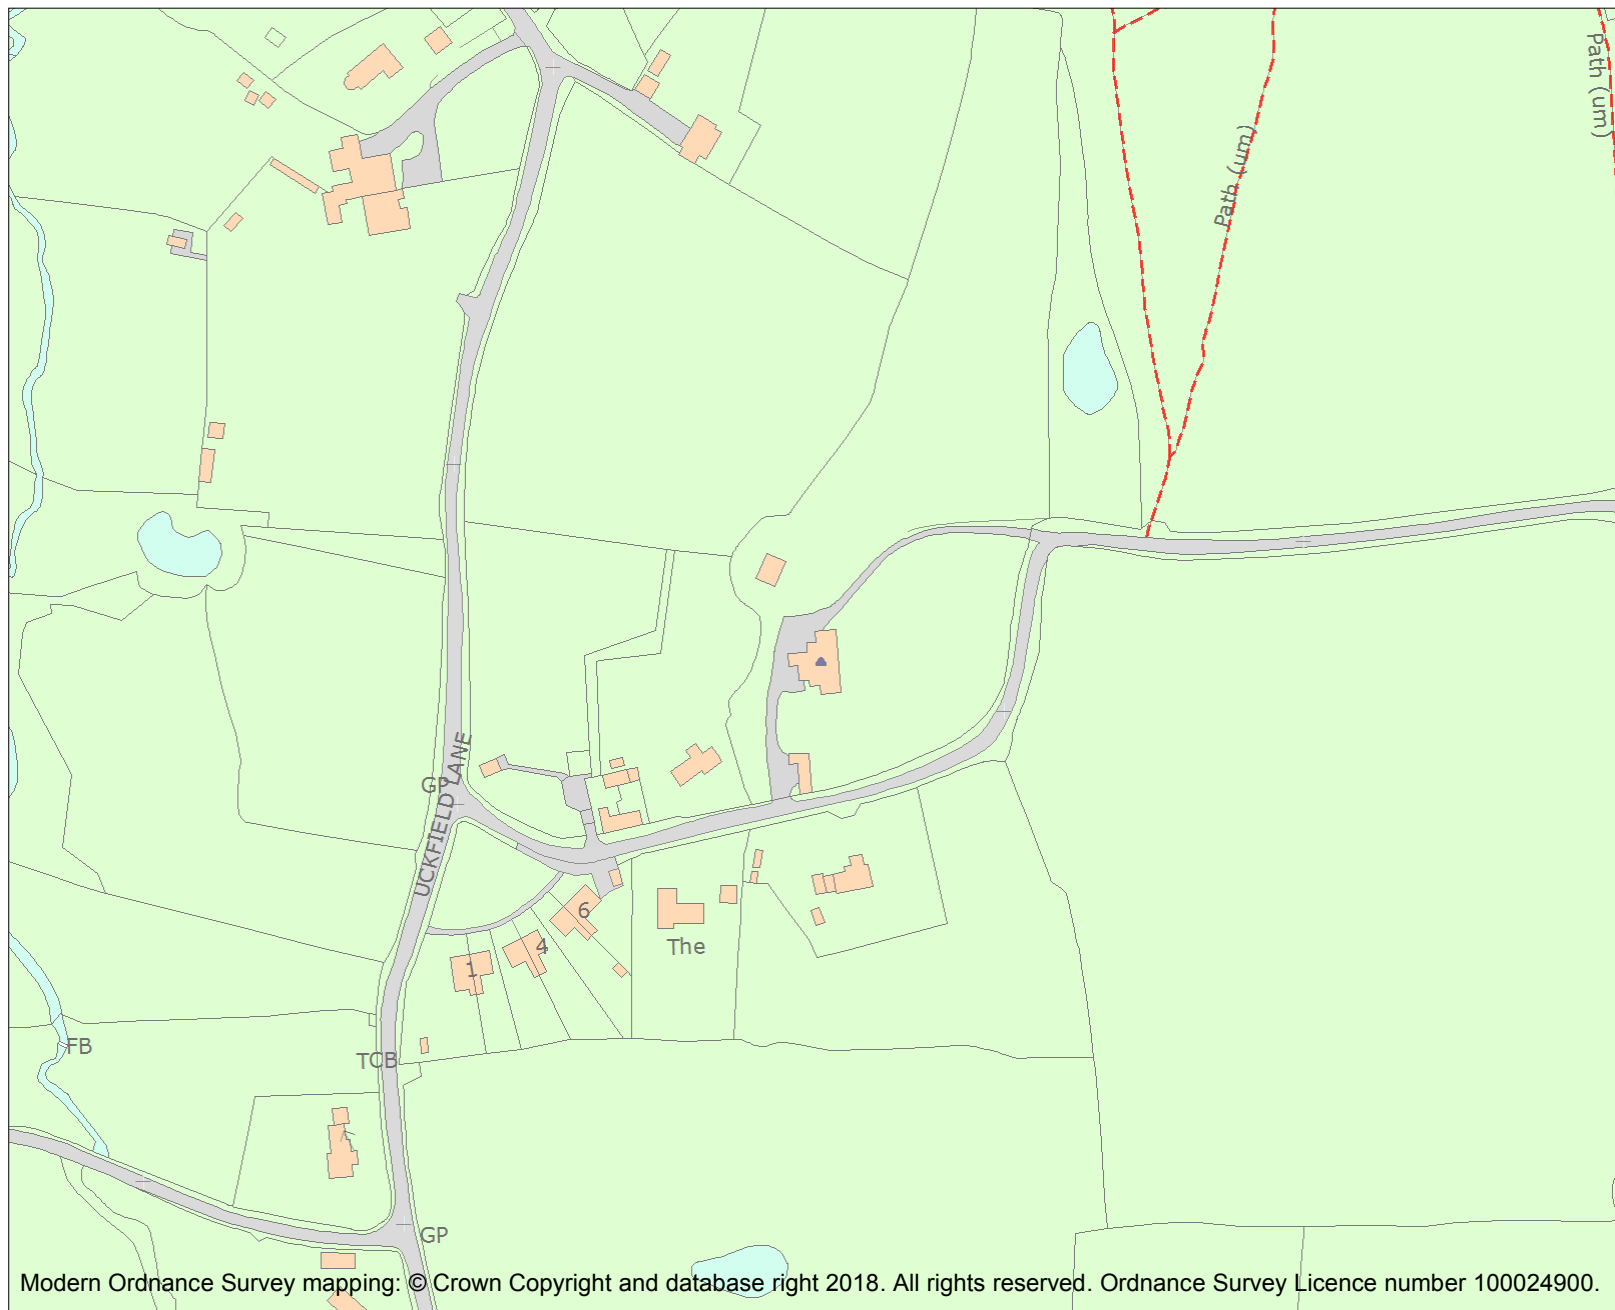 Path (um)
Path (um)
UCKFIELD LANE
GP
6
4
1
The
FB
TCB
GP
Modern Ordnance Survey mapping: © Crown Copyright and database right 2018. All rights reserved. Ordnance Survey Licence number 100024900.